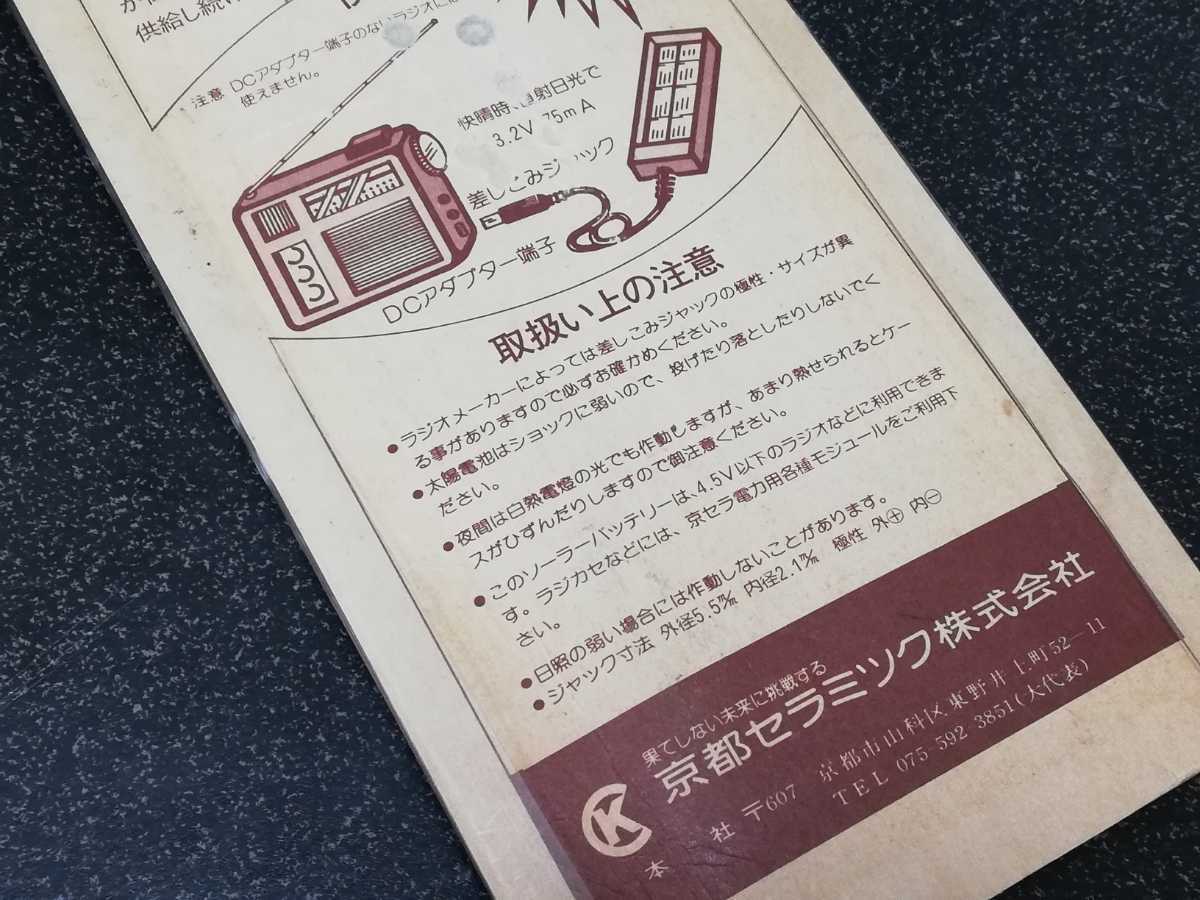 供給し続
注意 DCアダプター端子のないラジオに
使えません。
快晴時、直射日光で
3.2V 75mA
差しこみジャック
DCアダプター端子
取扱い上の注意
●ラジオメーカーによっては差しこみジャックの極性・サイズが異
る事がありますので必ずお確かめください。
●太陽電池はショックに弱いので、投げたり落としたりしないでく
ださい。
●夜間は白熱電燈の光でも作動しますが、あまり熱せられるとケー
スがひずんだりしますので御注意ください。
●このソーラーバッテリーは、4.5V以下のラジオなどに利用できま
す。ラジカセなどには、京セラ電力用各種モジュールをご利用下
さい。
●日照の弱い場合には作動しないことがあります。
●ジャック寸法 外径5.5㎜ 内径2.1㎜ 極性 外⊕ 内⊖
果てしない未来に挑戦する
京都セラミツク株式会社
本 社 〒607 京都市山科区東野井上町52-11
TEL 075-592-3851(大代表)